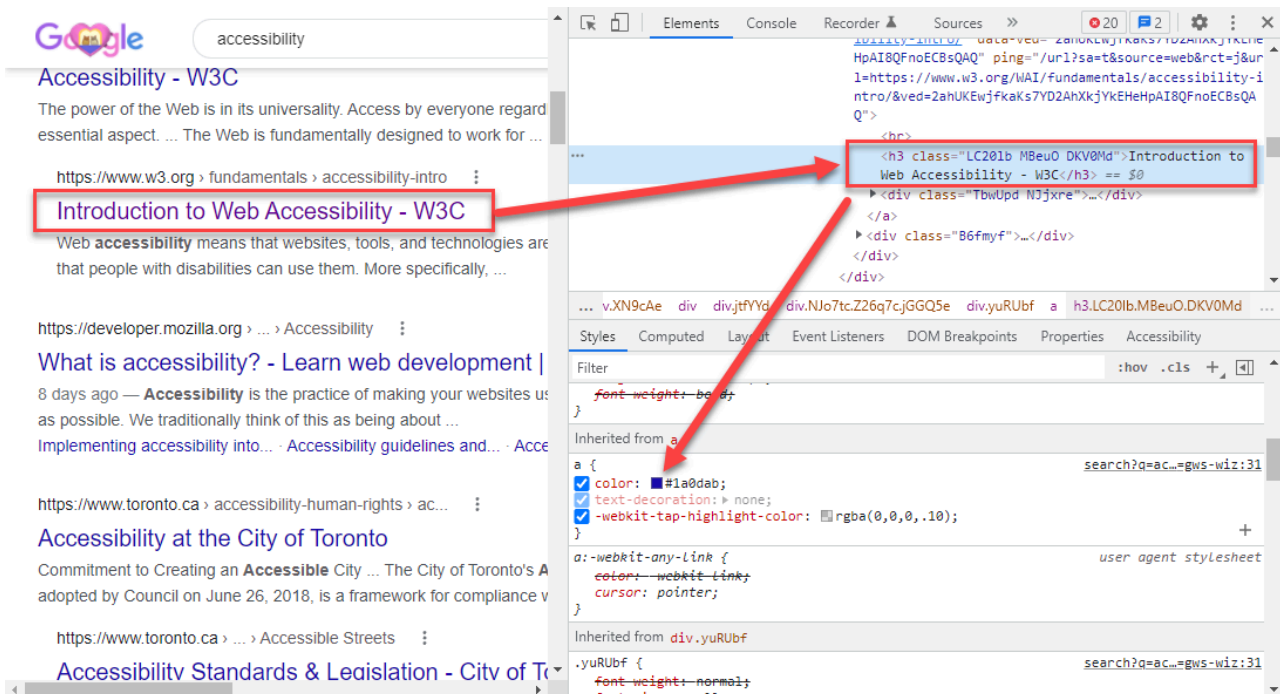 Google
accessibility
Accessibility - W3C
The power of the Web is in its universality. Access by everyone regard
essential aspect. ... The Web is fundamentally designed to work for ...
https://www.w3.org › fundamentals › accessibility-intro
Introduction to Web Accessibility - W3C
Web accessibility means that websites, tools, and technologies are
that people with disabilities can use them. More specifically, ...
https://developer.mozilla.org › ... › Accessibility
What is accessibility? - Learn web development |
8 days ago — Accessibility is the practice of making your websites us
as possible. We traditionally think of this as being about ...
Implementing accessibility into... · Accessibility guidelines and... · Acce
https://www.toronto.ca › accessibility-human-rights › ac...
Accessibility at the City of Toronto
Commitment to Creating an Accessible City ... The City of Toronto's A
adopted by Council on June 26, 2018, is a framework for compliance w
https://www.toronto.ca › ... › Accessible Streets
Accessibility Standards & Legislation - City of To
Elements Console Recorder Sources » 20 2
HpAI8QFnoECBsQAQ" ping="/url?sa=t&source=web&rct=j&ur
l=https://www.w3.org/WAI/fundamentals/accessibility-i
ntro/&ved=2ahUKEwjfkaKs7YD2AhXkjYkEHeHpAI8QFnoECBsQA
Q">
<hr>
<h3 class="LC20lb MBeuO DKV0Md">Introduction to
Web Accessibility - W3C</h3> == $0
<div class="TbwUpd NJjxre">…</div>
</a>
<div class="B6fmyf">…</div>
</div>
</div>
... v.XN9cAe div div.jtfYYd div.NJo7tc.Z26q7c.jGGQ5e div.yuRUbf a h3.LC20lb.MBeuO.DKV0Md ...
Styles Computed Layout Event Listeners DOM Breakpoints Properties Accessibility
Filter :hov .cls +
font-weight: bold;
}
Inherited from a
a { search?q=ac…=gws-wiz:31
color: #1a0dab;
text-decoration: none;
-webkit-tap-highlight-color: rgba(0,0,0,.10);
}
a:-webkit-any-link { user agent stylesheet
color: -webkit-link;
cursor: pointer;
}
Inherited from div.yuRUbf
.yuRUbf { search?q=ac…=gws-wiz:31
font-weight: normal;